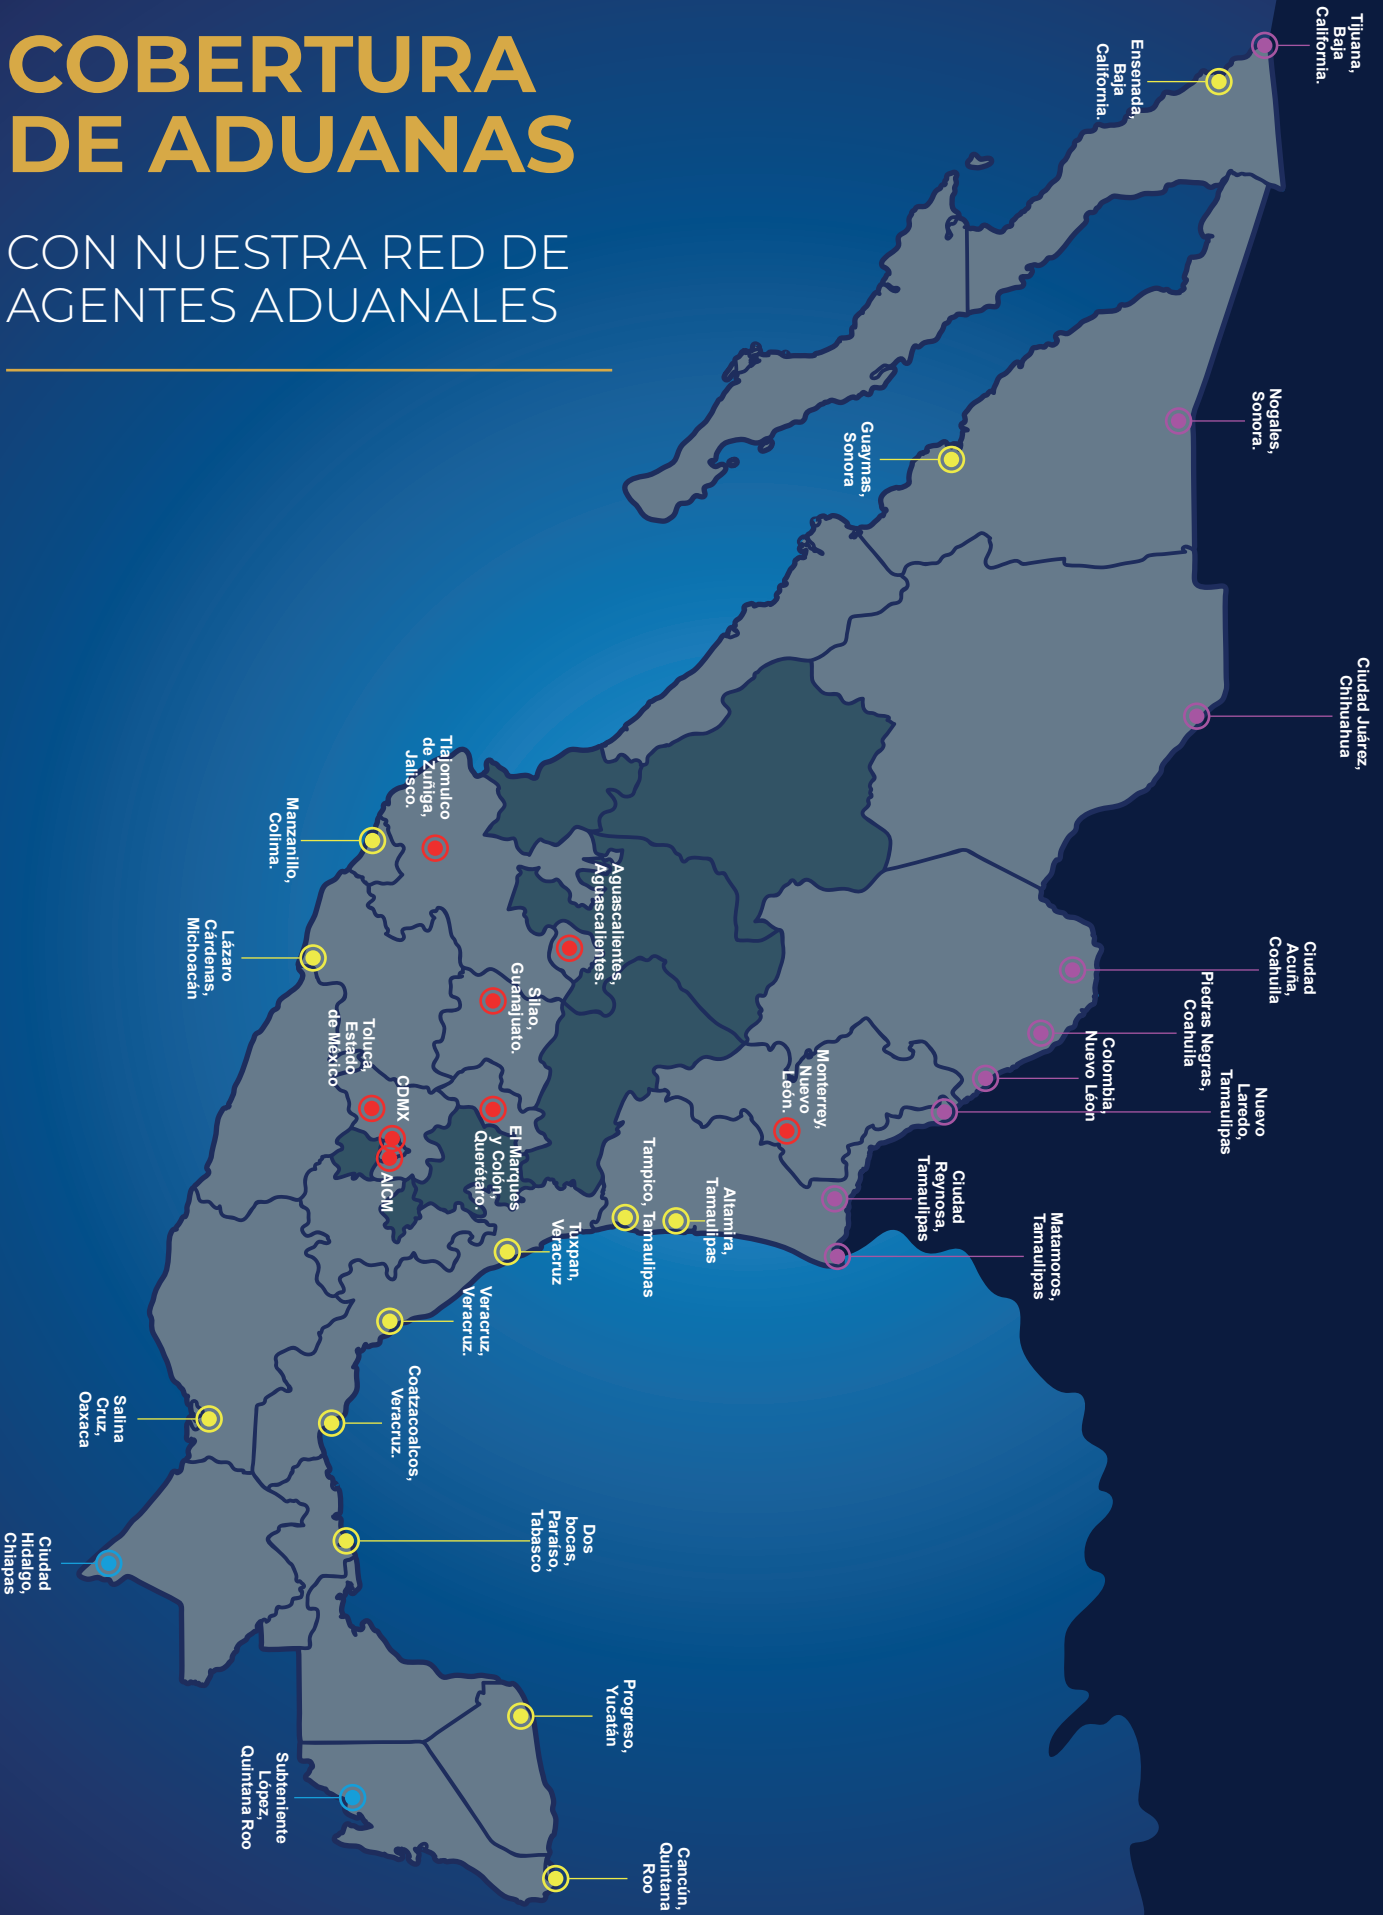 COBERTURA
DE ADUANAS
CON NUESTRA RED DE
AGENTES ADUANALES
Tijuana,
Baja
California.
Ensenada,
Baja
California.
Nogales,
Sonora.
Guaymas,
Sonora
Ciudad Juárez,
Chihuahua
Ciudad
Acuña,
Coahuila
Piedras Negras,
Coahuila
Colombia,
Nuevo Léon
Nuevo
Laredo,
Tamaulipas
Monterrey,
Nuevo
León.
Ciudad
Reynosa,
Tamaulipas
Matamoros,
Tamaulipas
Altamira,
Tamaulipas
Tampico, Tamaulipas
Tlajomulco
de Zuñiga,
Jalisco.
Manzanillo,
Colima.
Aguascalientes,
Aguascalientes.
Lázaro
Cárdenas,
Michoacán
Silao,
Guanajuato.
Toluca,
Estado
de México
CDMX
AICM
El Marques
y Colón,
Querétaro.
Tuxpan,
Veracruz
Veracruz,
Veracruz.
Coatzacoalcos,
Veracruz.
Salina
Cruz,
Oaxaca
Dos
bocas,
Paraíso,
Tabasco
Ciudad
Hidalgo,
Chiapas
Progreso,
Yucatán
Subteniente
López,
Quintana Roo
Cancún,
Quintana
Roo